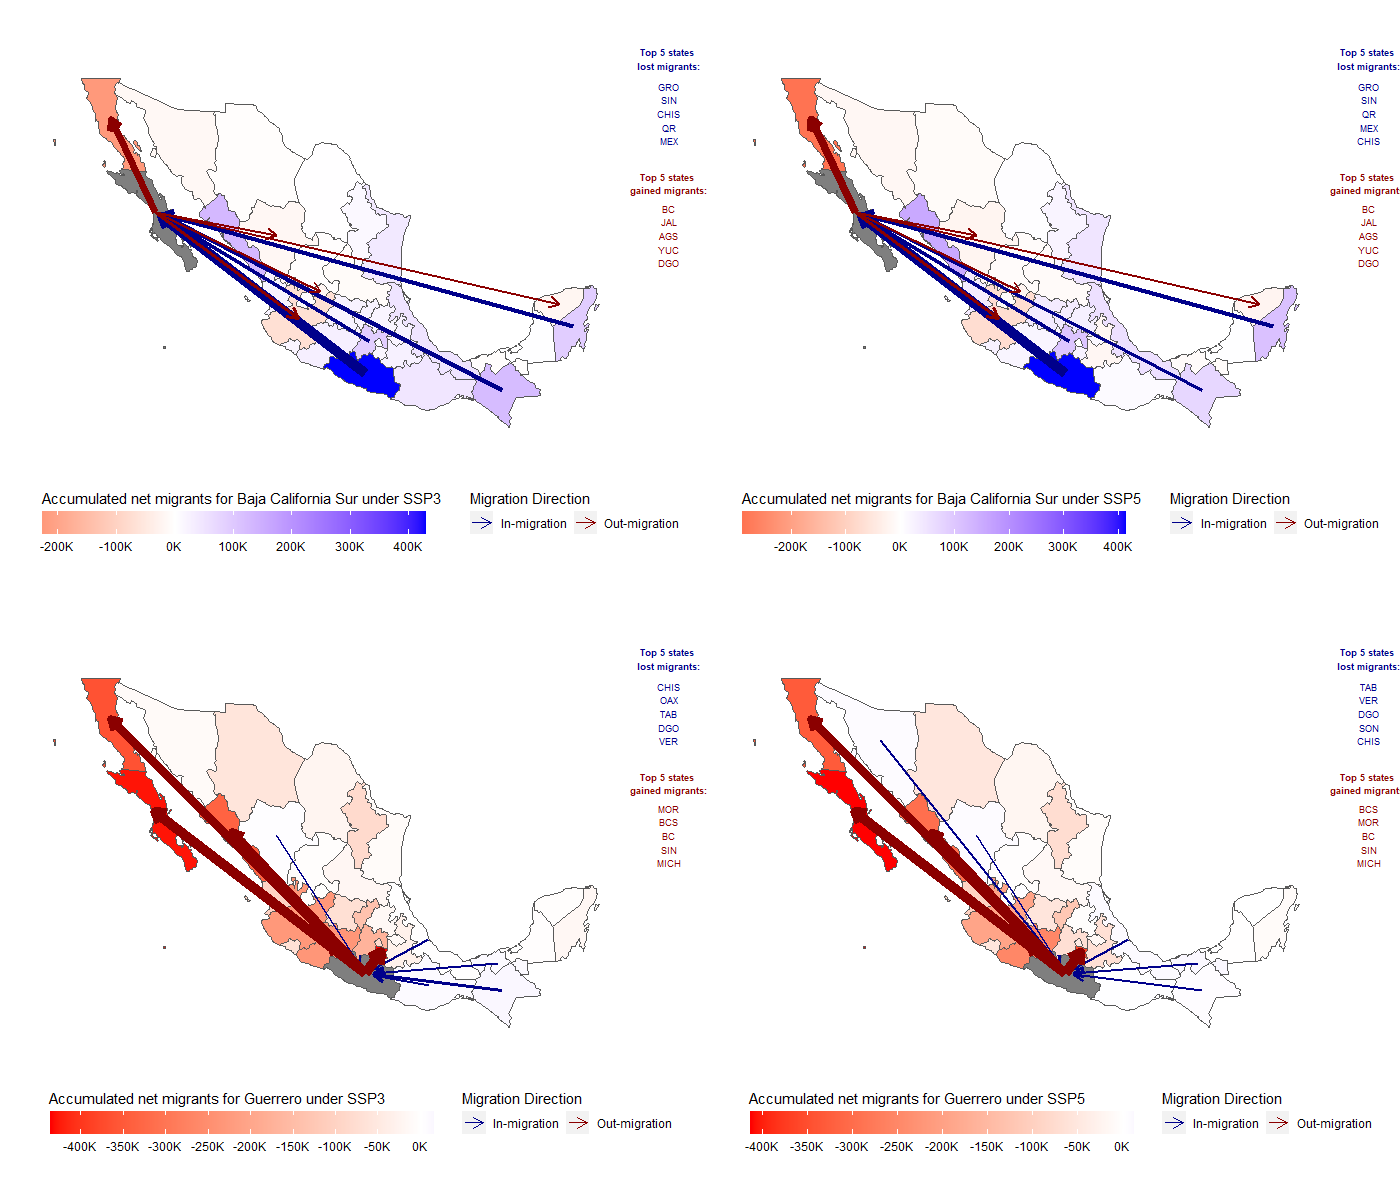 Top 5 states
lost migrants:
GRO
SIN
CHIS
QR
MEX
Top 5 states
gained migrants:
BC
JAL
AGS
YUC
DGO
Accumulated net migrants for Baja California Sur under SSP3
-200K -100K 0K 100K 200K 300K 400K
Migration Direction
In-migration Out-migration
Top 5 states
lost migrants:
GRO
SIN
QR
MEX
CHIS
Top 5 states
gained migrant
BC
JAL
AGS
YUC
DGO
Accumulated net migrants for Baja California Sur under SSP5
-200K -100K 0K 100K 200K 300K 400K
Migration Direction
In-migration Out-migration
Top 5 states
lost migrants:
CHIS
OAX
TAB
DGO
VER
Top 5 states
gained migrants:
MOR
BCS
BC
SIN
MICH
Accumulated net migrants for Guerrero under SSP3
-400K -350K -300K -250K -200K -150K -100K -50K 0K
Migration Direction
In-migration Out-migration
Top 5 states
lost migrants:
TAB
VER
DGO
SON
CHIS
Top 5 states
gained migrant
BCS
MOR
BC
SIN
MICH
Accumulated net migrants for Guerrero under SSP5
-400K -350K -300K -250K -200K -150K -100K -50K 0K
Migration Direction
In-migration Out-migration